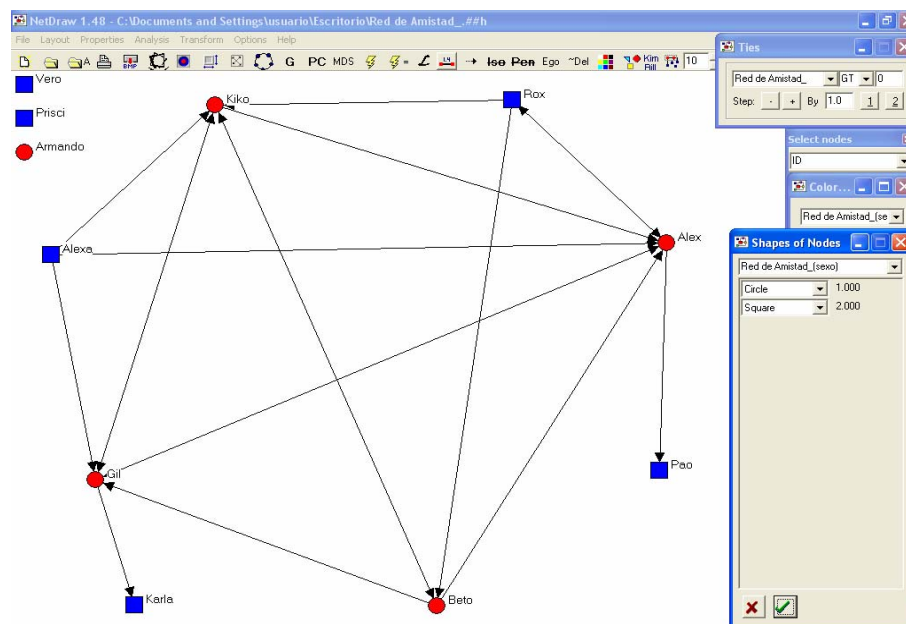 NetDraw 1.48 - C:\Documents and Settings\usuario\Escritorio\Red de Amistad_.##h
File Layout Properties Analysis Transform Options Help
A BMP G PC MDS = L Iso Pen Ego ~Del Kim Rill 10
Ties
Red de Amistad_ GT 0
Step: - + By 1.0 1 2
Select nodes
ID
Color...
Red de Amistad_(se
Shapes of Nodes
Red de Amistad_(sexo)
Circle 1.000
Square 2.000
Vero
Prisci
Armando
Kiko
Rox
Alexa
Alex
Gil
Pao
Karla
Beto